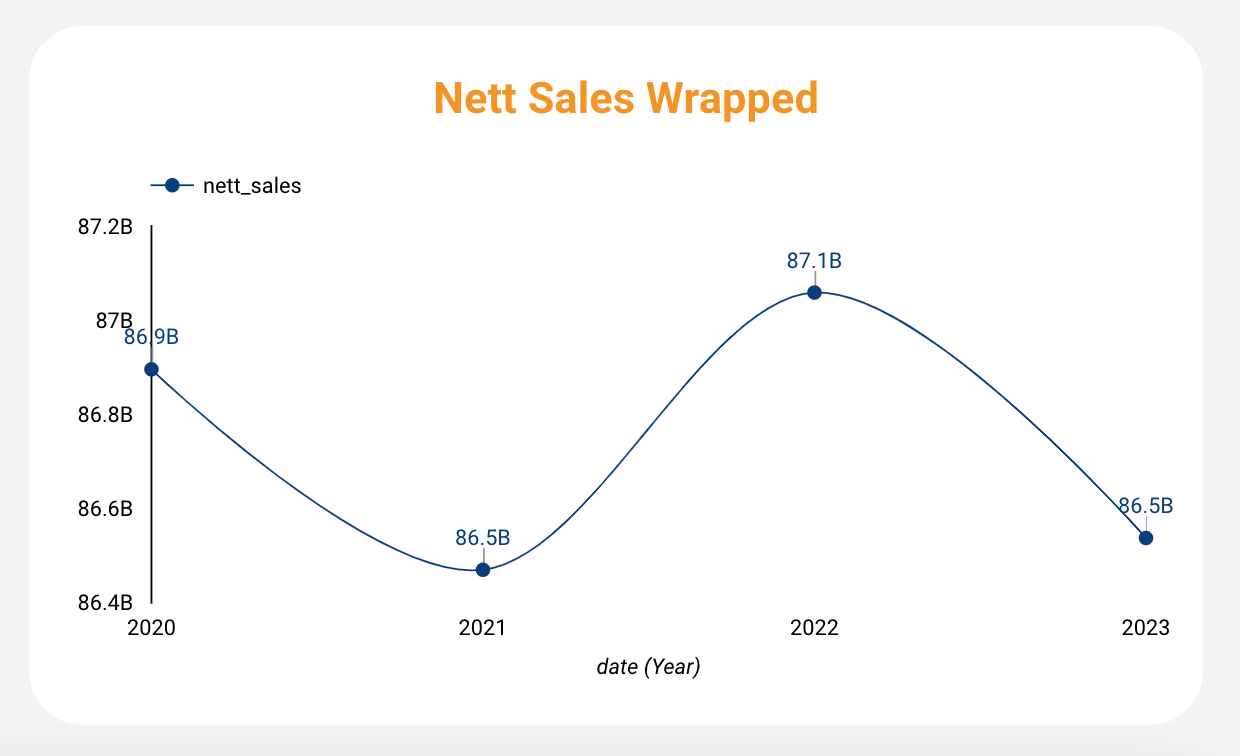 Nett Sales Wrapped
nett_sales
87.2B
87.1B
87B
86.9B
86.8B
86.6B
86.5B
86.5B
86.4B
2020 2021 2022 2023
date (Year)